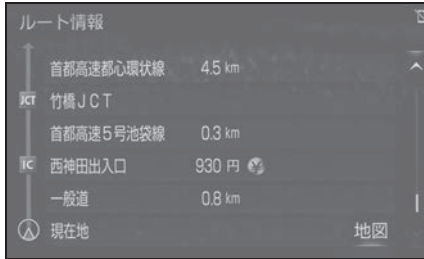 ルート情報
首都高速都心環状線 4.5 km
JCT 竹橋JCT
首都高速5号池袋線 0.3 km
IC 西神田出入口 930 円
一般道 0.8 km
現在地 地図